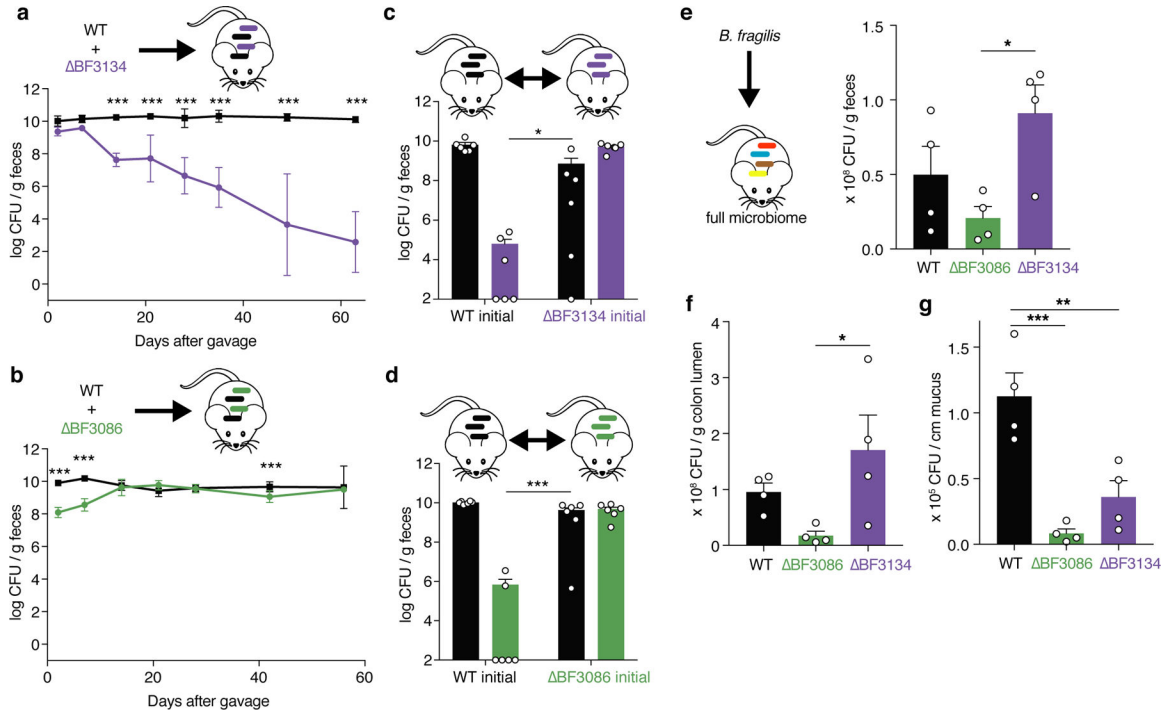 a
WT
+
ΔBF3134
***
***
***
***
***
***
12
10
8
6
4
2
0
log CFU / g feces
0
20
40
60
Days after gavage
b
WT
+
ΔBF3086
***
***
***
12
10
8
6
4
2
0
log CFU / g feces
0
20
40
60
Days after gavage
c
*
12
10
8
6
4
2
log CFU / g feces
WT initial
ΔBF3134 initial
d
***
12
10
8
6
4
2
log CFU / g feces
WT initial
ΔBF3086 initial
e
B. fragilis
full microbiome
*
1.5
1.0
0.5
0.0
x 10⁸ CFU / g feces
WT
ΔBF3086
ΔBF3134
f
*
4
3
2
1
0
x 10⁸ CFU / g colon lumen
WT
ΔBF3086
ΔBF3134
g
**
***
1.5
1.0
0.5
0.0
x 10⁵ CFU / cm mucus
WT
ΔBF3086
ΔBF3134